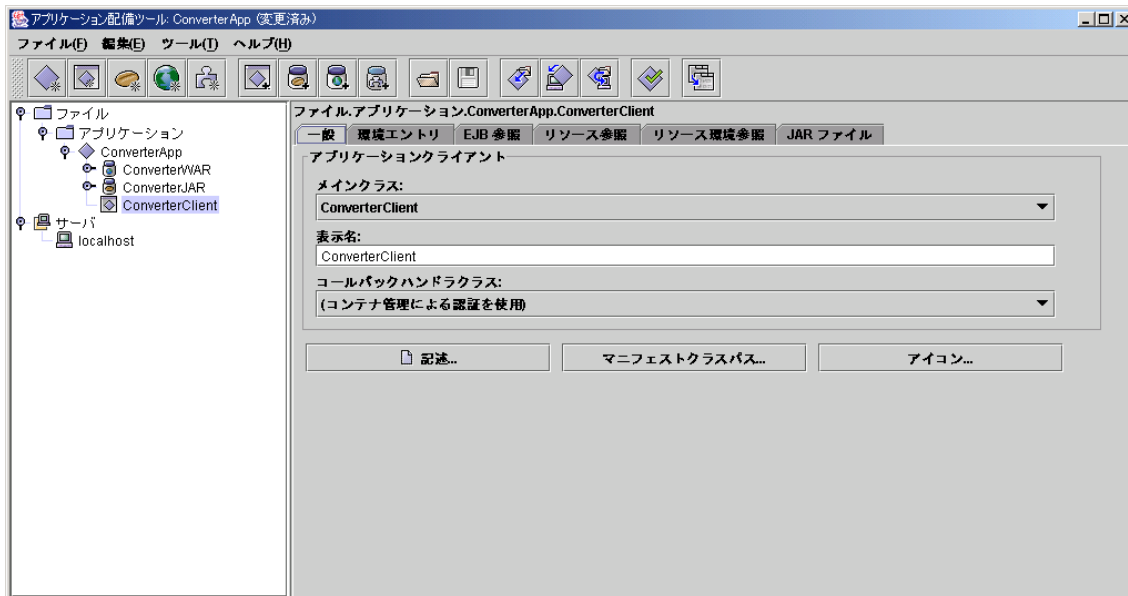 アプリケーション配備ツール: ConverterApp (変更済み)
ファイル(F) 編集(E) ツール(T) ヘルプ(H)
ファイル
アプリケーション
ConverterApp
ConverterWAR
ConverterJAR
ConverterClient
サーバ
localhost
ファイル.アプリケーション.ConverterApp.ConverterClient
一般 環境エントリ EJB 参照 リソース参照 リソース環境参照 JAR ファイル
アプリケーションクライアント
メインクラス:
ConverterClient
表示名:
ConverterClient
コールバックハンドラクラス:
(コンテナ管理による認証を使用)
記述... マニフェストクラスパス... アイコン...